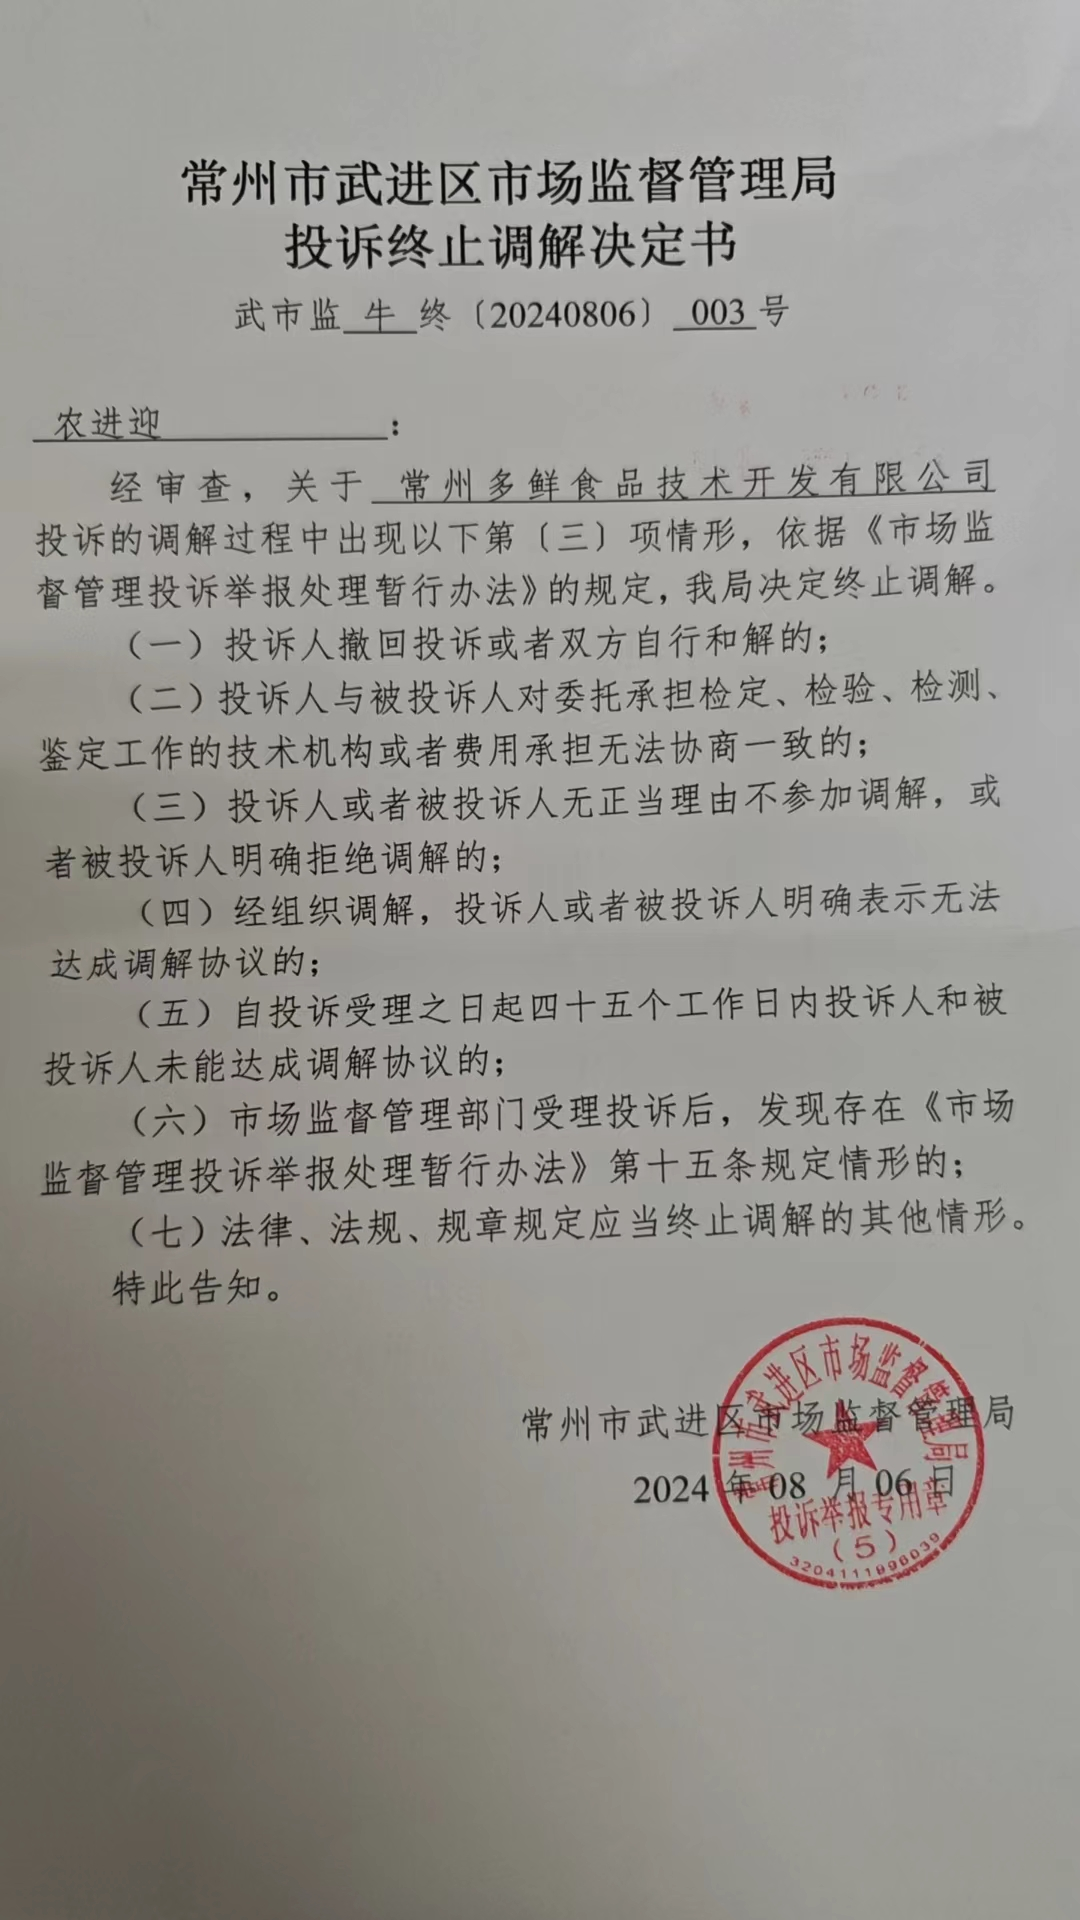 常州市武进区市场监督管理局
投诉终止调解决定书
武市监 牛 终〔20240806〕 003 号
农进迎：
经审查，关于 常州多鲜食品技术开发有限公司
投诉的调解过程中出现以下第〔三〕项情形，依据《市场监
督管理投诉举报处理暂行办法》的规定，我局决定终止调解。
（一）投诉人撤回投诉或者双方自行和解的；
（二）投诉人与被投诉人对委托承担检定、检验、检测、
鉴定工作的技术机构或者费用承担无法协商一致的；
（三）投诉人或者被投诉人无正当理由不参加调解，或
者被投诉人明确拒绝调解的；
（四）经组织调解，投诉人或者被投诉人明确表示无法
达成调解协议的；
（五）自投诉受理之日起四十五个工作日内投诉人和被
投诉人未能达成调解协议的；
（六）市场监督管理部门受理投诉后，发现存在《市场
监督管理投诉举报处理暂行办法》第十五条规定情形的；
（七）法律、法规、规章规定应当终止调解的其他情形。
特此告知。
常州市武进区市场监督管理局
2024 年 08 月 06 日
常州市武进区市场监督管理局
投诉举报专用章
（5）
3204111996039